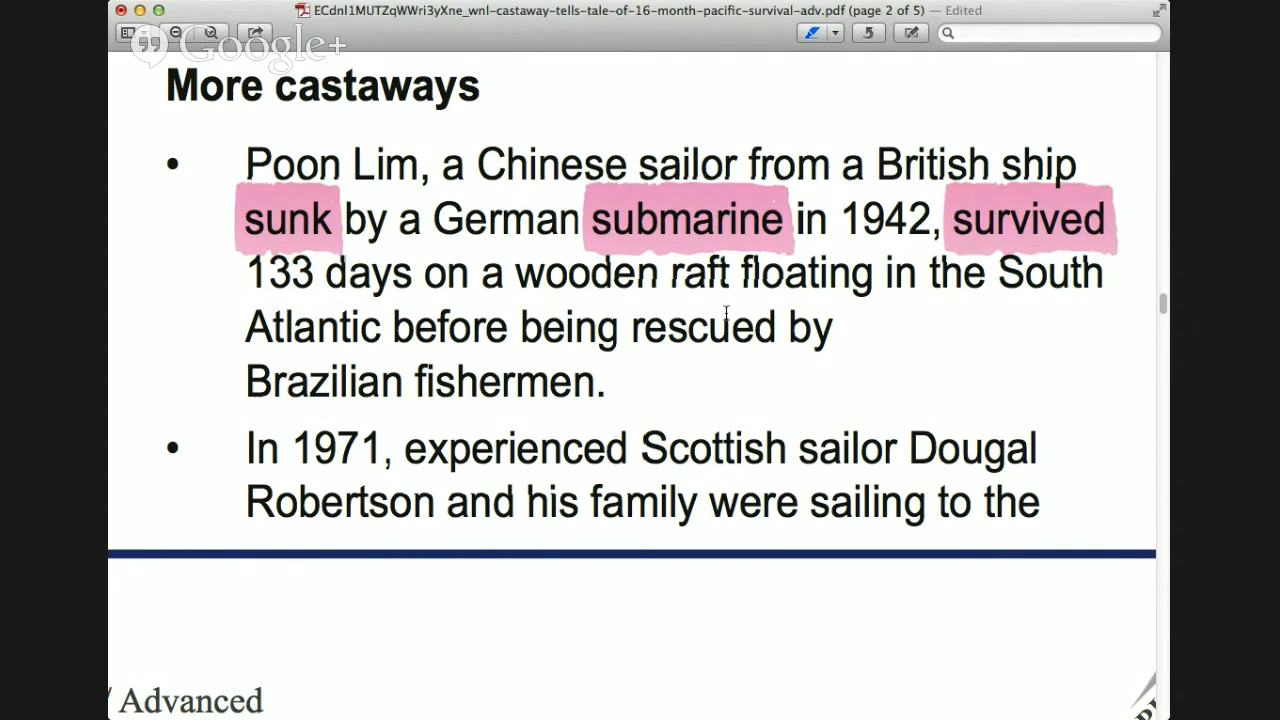 ECdnl1MUTZqWWri3yXne_wnl-castaway-tells-tale-of-16-month-pacific-survival-adv.pdf (page 2 of 5) — Edited
Google+
More castaways
• Poon Lim, a Chinese sailor from a British ship
sunk by a German submarine in 1942, survived
133 days on a wooden raft floating in the South
Atlantic before being rescued by
Brazilian fishermen.
• In 1971, experienced Scottish sailor Dougal
Robertson and his family were sailing to the
/ Advanced